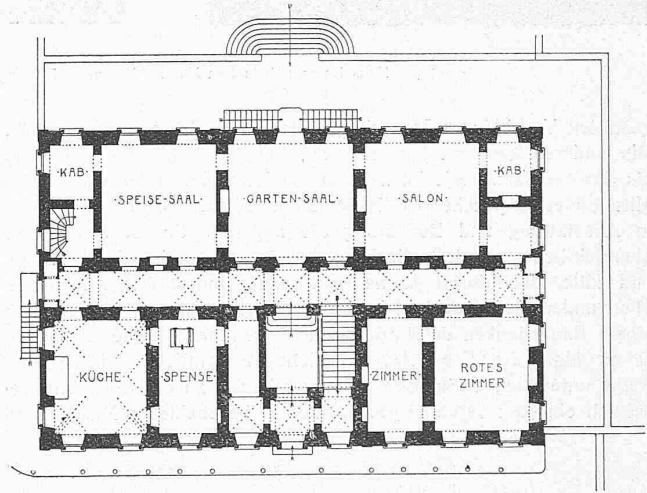 KAB·
·SPEISE-SAAL·
·GARTEN-SAAL·
SALON·
KAB·
·KÜCHE·
SPENSE·
·ZIMMER·
ROTES
ZIMMER